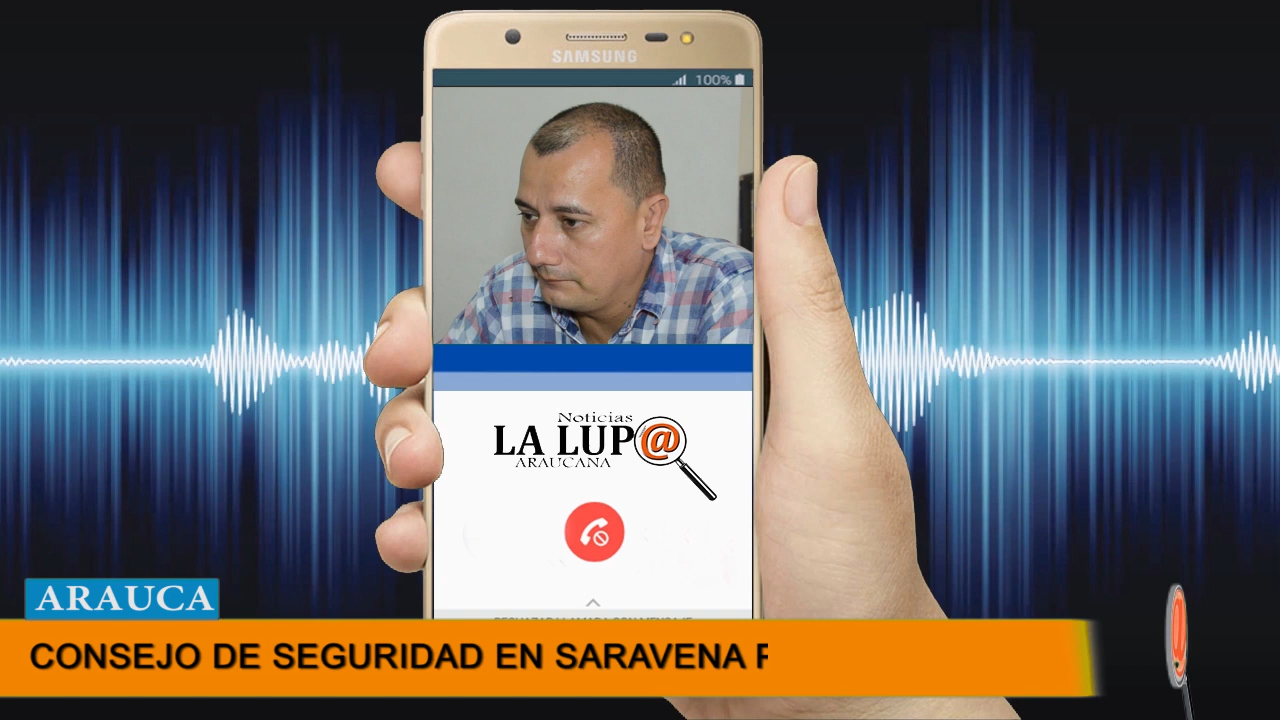 SAMSUNG
100%
Noticias
LA LUP@
ARAUCANA
ARAUCA
CONSEJO DE SEGURIDAD EN SARAVENA